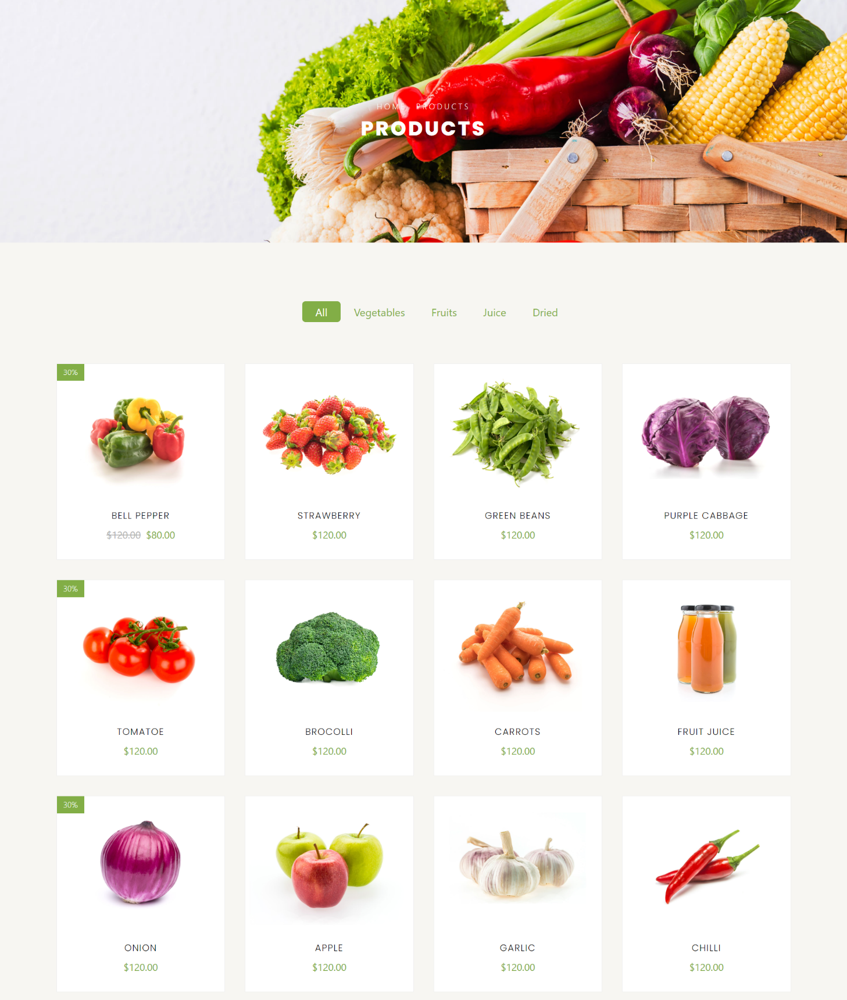 HOME PRODUCTS
PRODUCTS
All Vegetables Fruits Juice Dried
30%
BELL PEPPER
$120.00 $80.00
STRAWBERRY
$120.00
GREEN BEANS
$120.00
PURPLE CABBAGE
$120.00
30%
TOMATOE
$120.00
BROCOLLI
$120.00
CARROTS
$120.00
FRUIT JUICE
$120.00
30%
ONION
$120.00
APPLE
$120.00
GARLIC
$120.00
CHILLI
$120.00